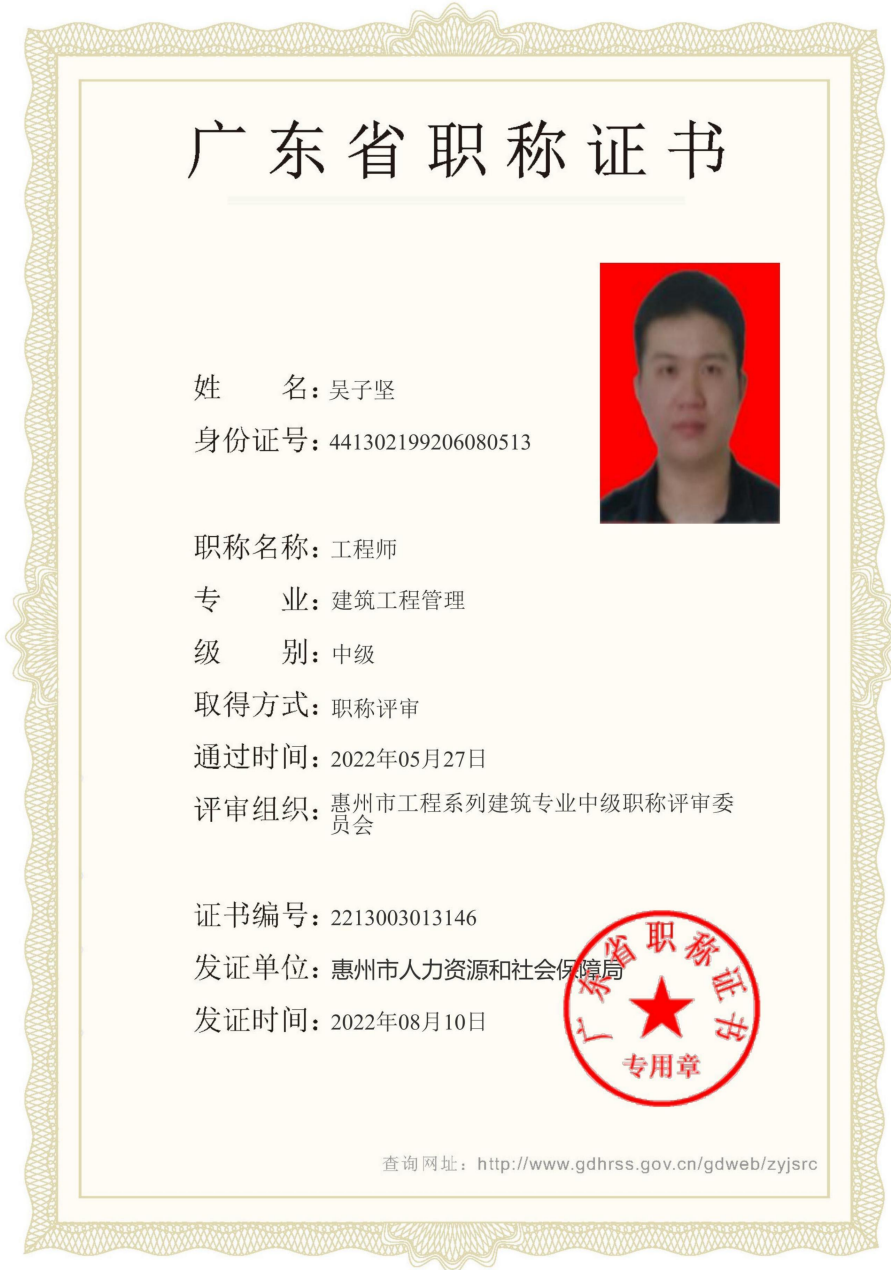 广东省职称证书
姓 名：吴子坚
身份证号：441302199206080513
职称名称：工程师
专 业：建筑工程管理
级 别：中级
取得方式：职称评审
通过时间：2022年05月27日
评审组织：惠州市工程系列建筑专业中级职称评审委
员会
证书编号：2213003013146
发证单位：惠州市人力资源和社会保障局
发证时间：2022年08月10日
广东省职称证书
专用章
查询网址：http://www.gdhrss.gov.cn/gdweb/zyjsrc